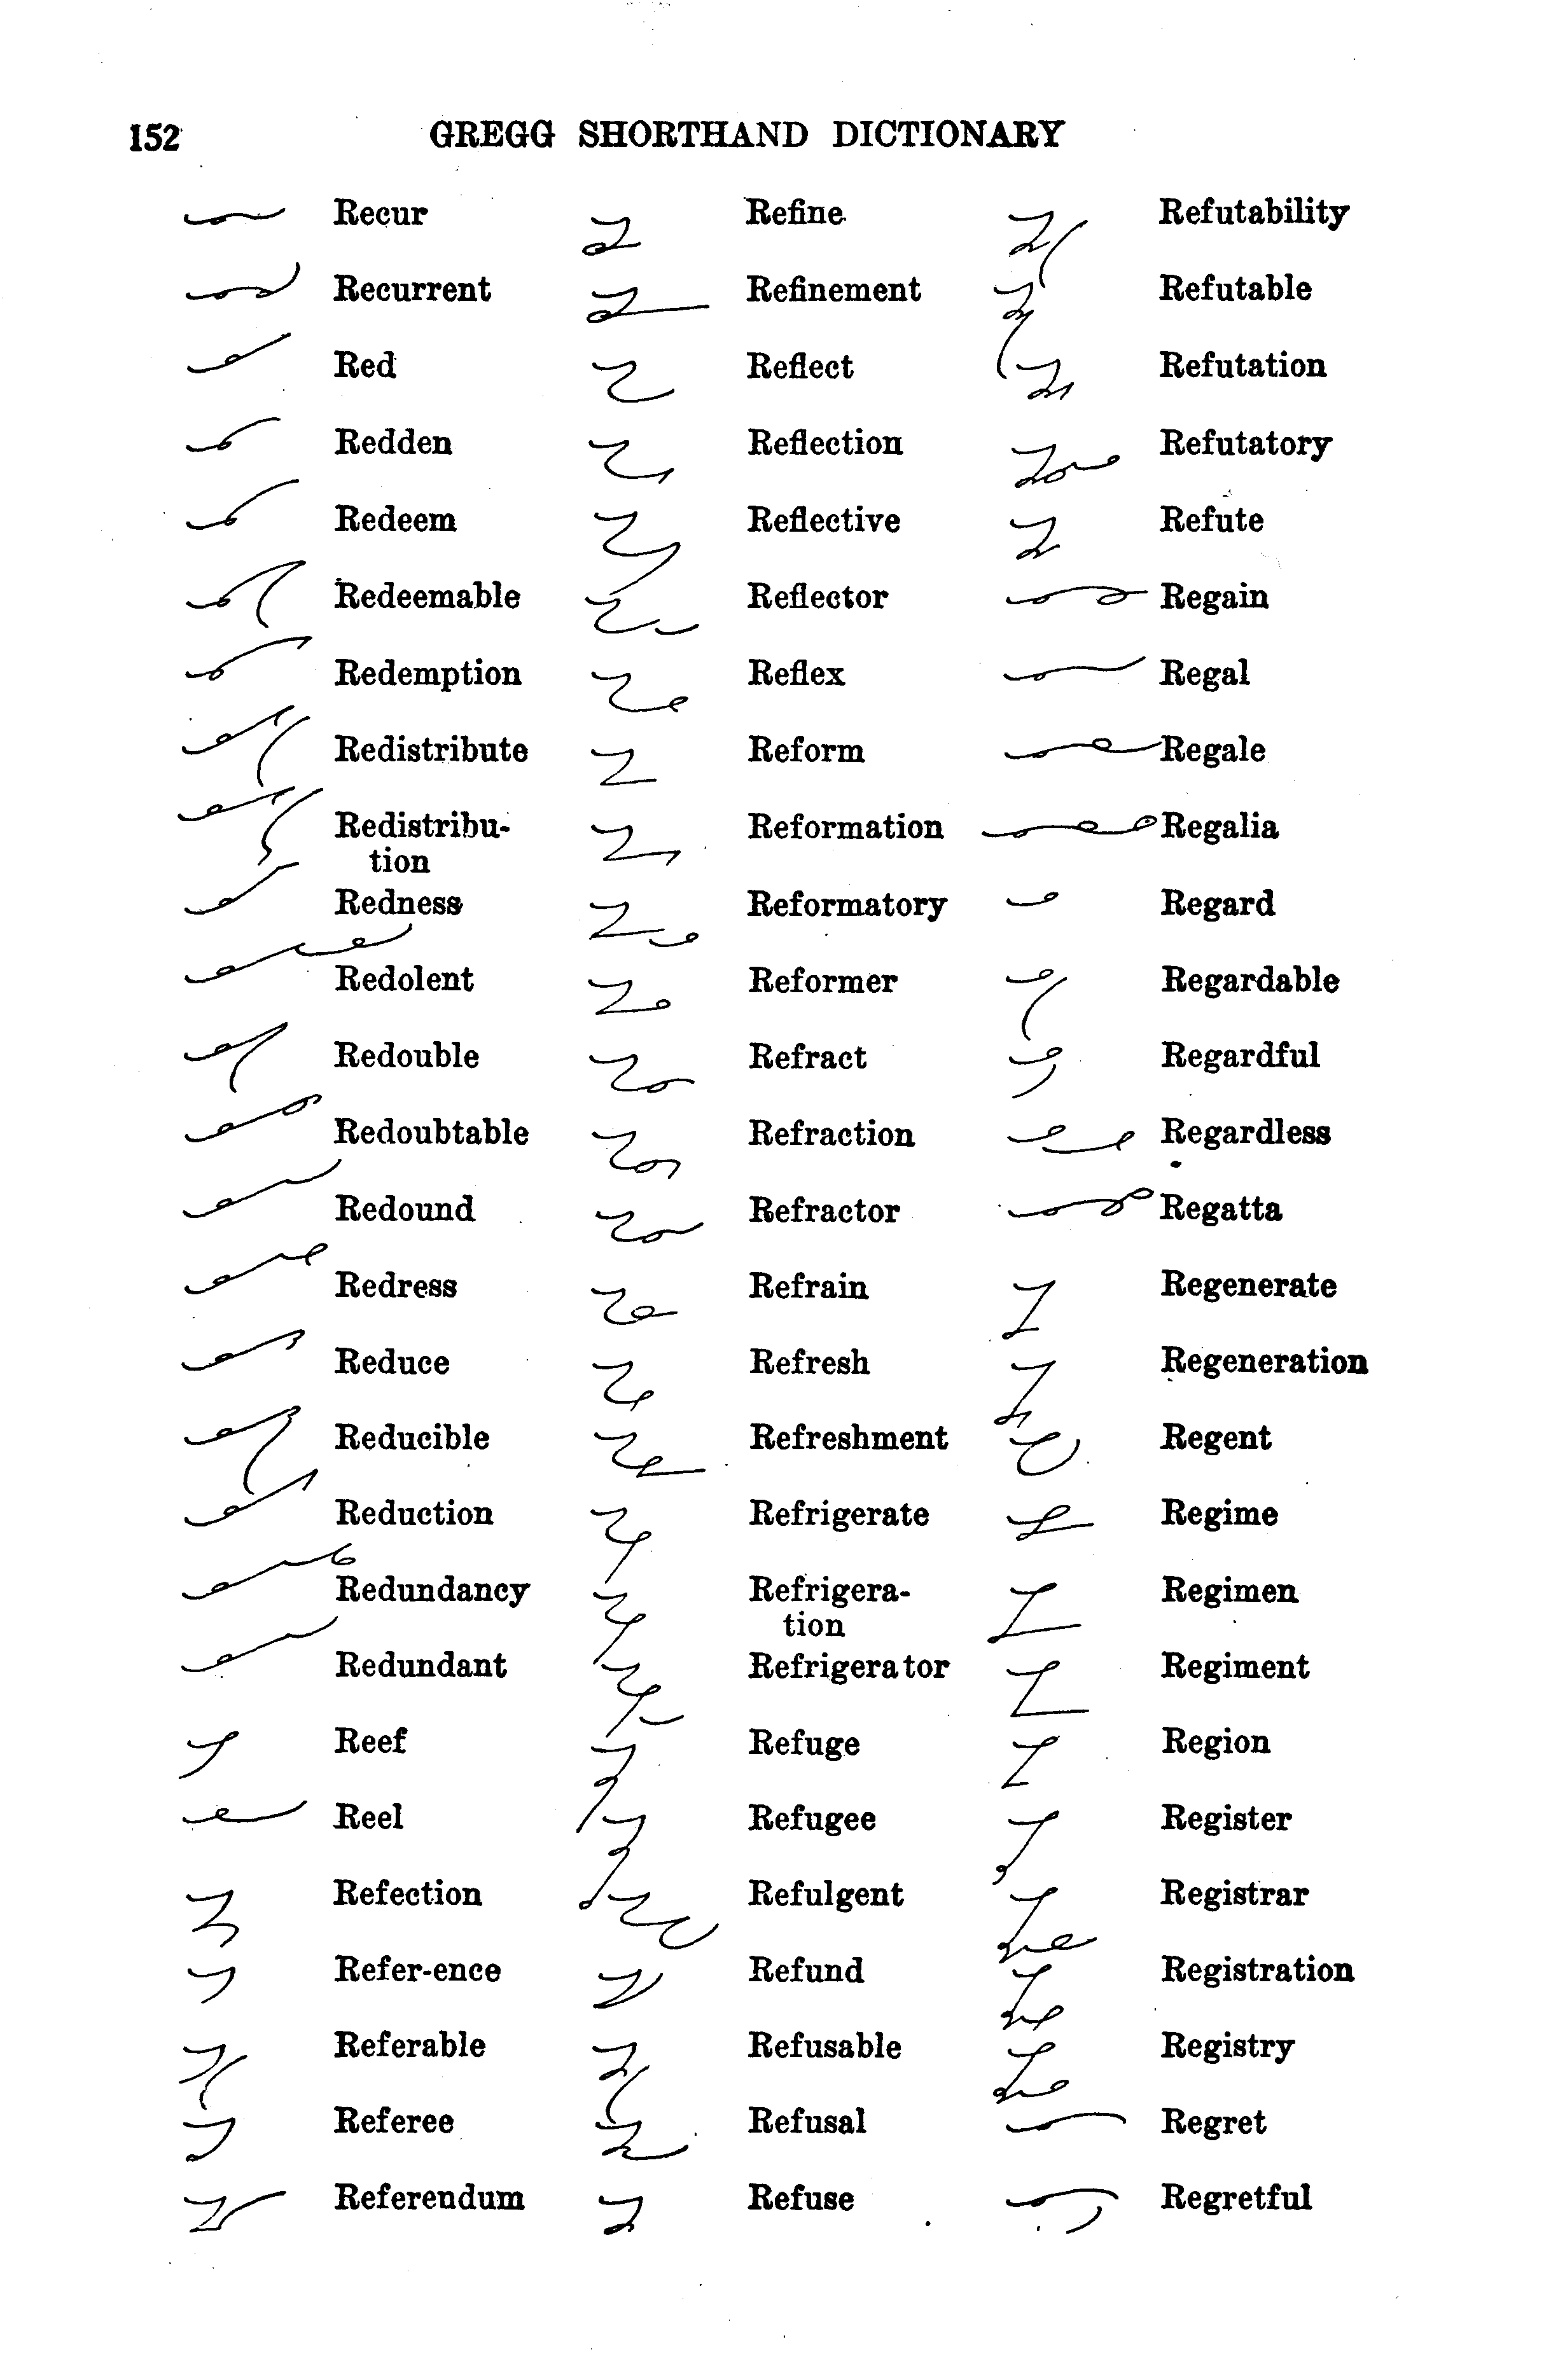 152 GREGG SHORTHAND DICTIONARY
Recur
Recurrent
Red
Redden
Redeem
Redeemable
Redemption
Redistribute
Redistribu-
tion
Redness
Redolent
Redouble
Redoubtable
Redound
Redress
Reduce
Reducible
Reduction
Redundancy
Redundant
Reef
Reel
Refection
Refer-ence
Referable
Referee
Referendum
Refine
Refinement
Reflect
Reflection
Reflective
Reflector
Reflex
Reform
Reformation
Reformatory
Reformer
Refract
Refraction
Refractor
Refrain
Refresh
Refreshment
Refrigerate
Refrigera-
tion
Refrigerator
Refuge
Refugee
Refulgent
Refund
Refusable
Refusal
Refuse
Refutability
Refutable
Refutation
Refutatory
Refute
Regain
Regal
Regale
Regalia
Regard
Regardable
Regardful
Regardless
Regatta
Regenerate
Regeneration
Regent
Regime
Regimen
Regiment
Region
Register
Registrar
Registration
Registry
Regret
Regretful